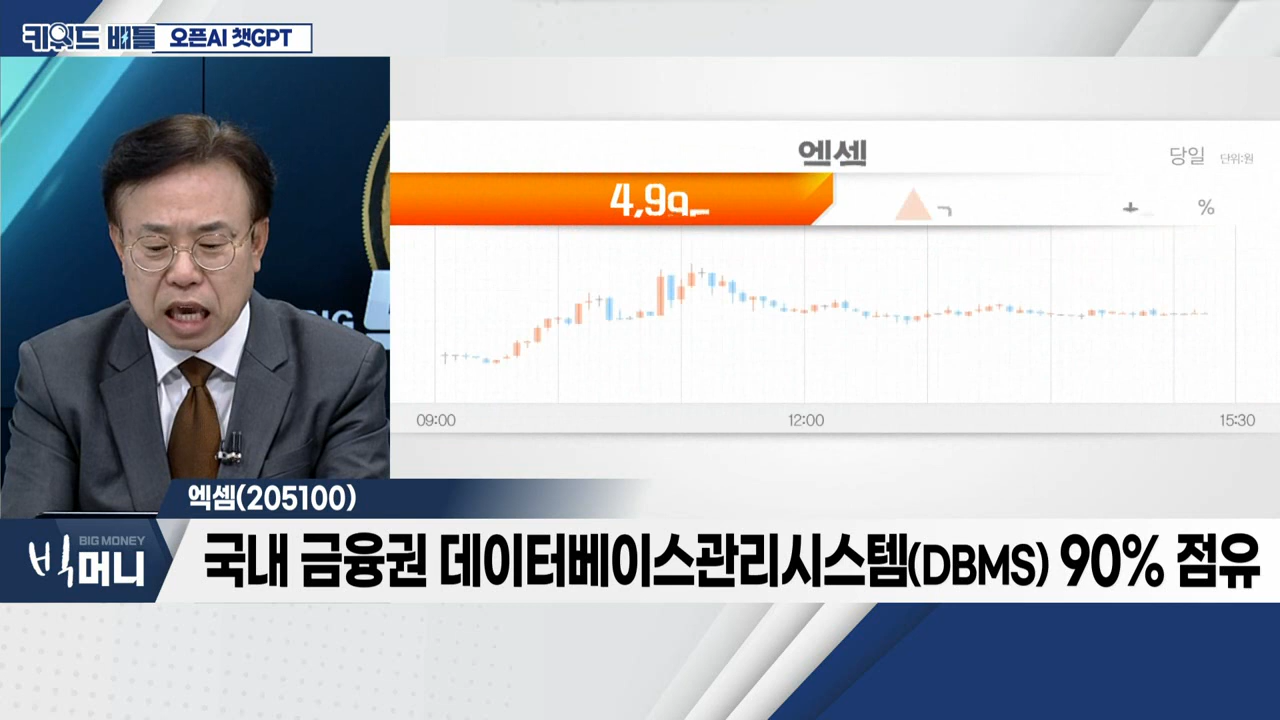 키워드 배틀 오픈AI 챗GPT
당일 단위:원
%
09:00 12:00 15:30
BIG
엑셈(205100)
BIG MONEY
빅머니
국내 금융권 데이터베이스관리시스템(DBMS) 90% 점유